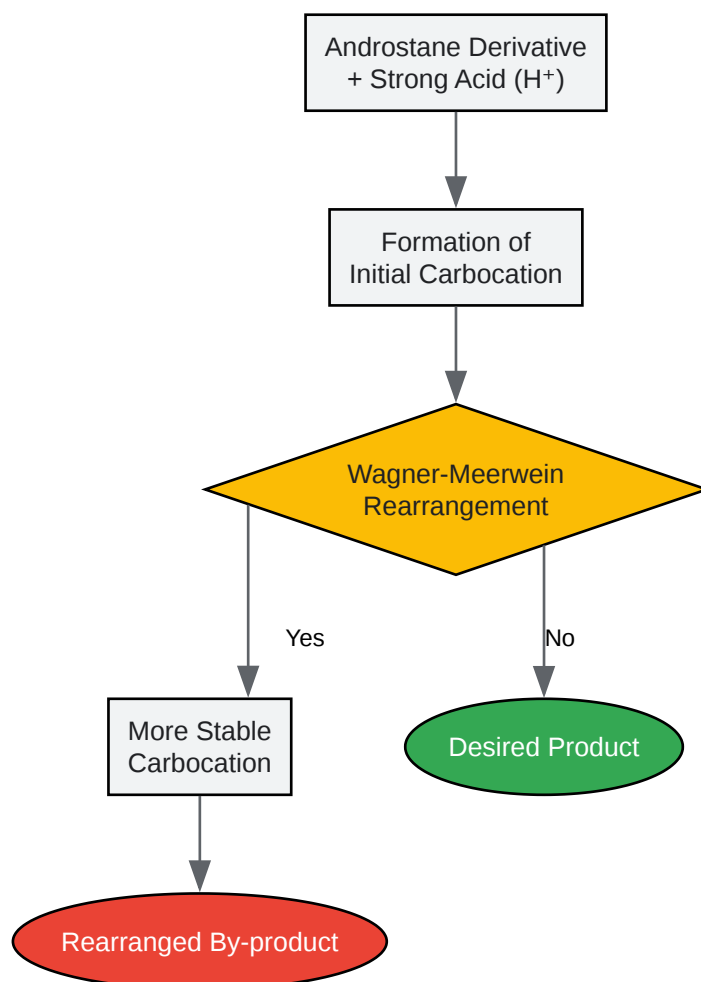 Androstane Derivative
+ Strong Acid (H⁺)
Formation of
Initial Carbocation
Wagner-Meerwein
Rearrangement
Yes
No
More Stable
Carbocation
Desired Product
Rearranged By-product